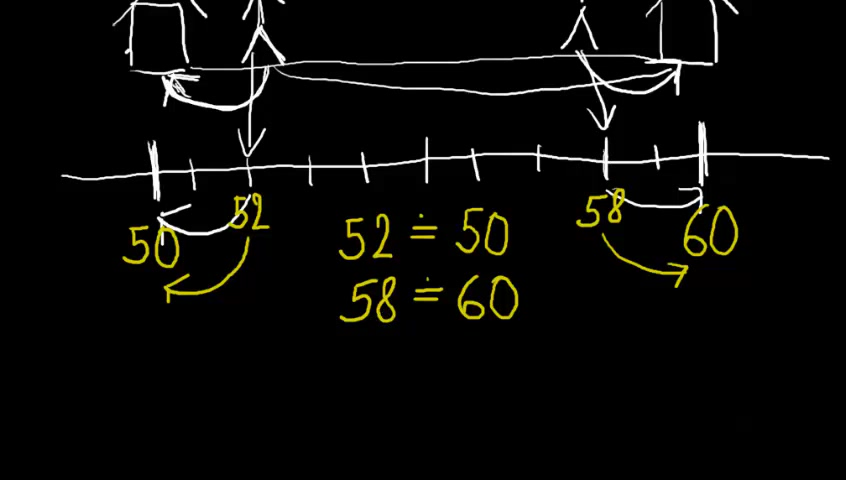 50 52 58 60
52 ≐ 50
58 ≐ 60